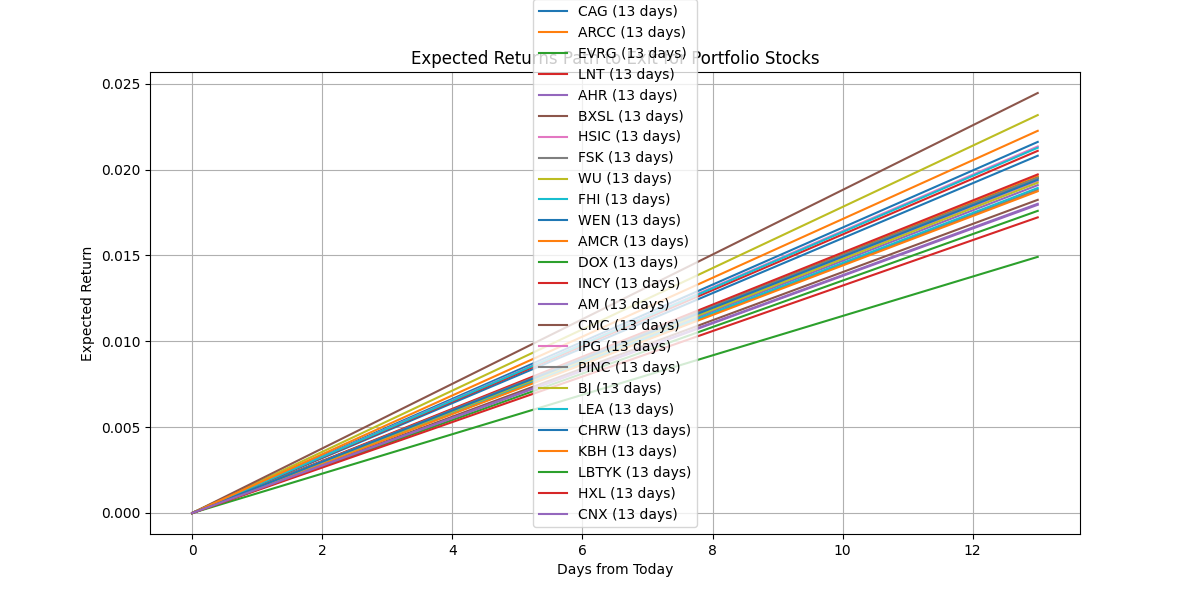 Expected Returns Path to Exit for Portfolio Stocks
CAG (13 days)
ARCC (13 days)
EVRG (13 days)
LNT (13 days)
AHR (13 days)
BXSL (13 days)
HSIC (13 days)
FSK (13 days)
WU (13 days)
FHI (13 days)
WEN (13 days)
AMCR (13 days)
DOX (13 days)
INCY (13 days)
AM (13 days)
CMC (13 days)
IPG (13 days)
PINC (13 days)
BJ (13 days)
LEA (13 days)
CHRW (13 days)
KBH (13 days)
LBTYK (13 days)
HXL (13 days)
CNX (13 days)
Expected Return
0.025
0.020
0.015
0.010
0.005
0.000
0 2 4 6 8 10 12
Days from Today